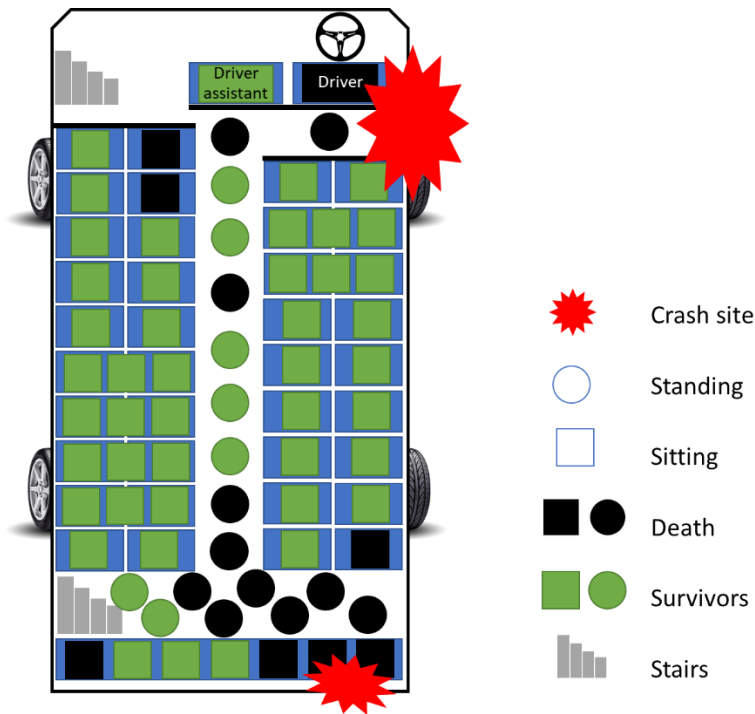 Driver
assistant
Driver
Crash site
Standing
Sitting
Death
Survivors
Stairs